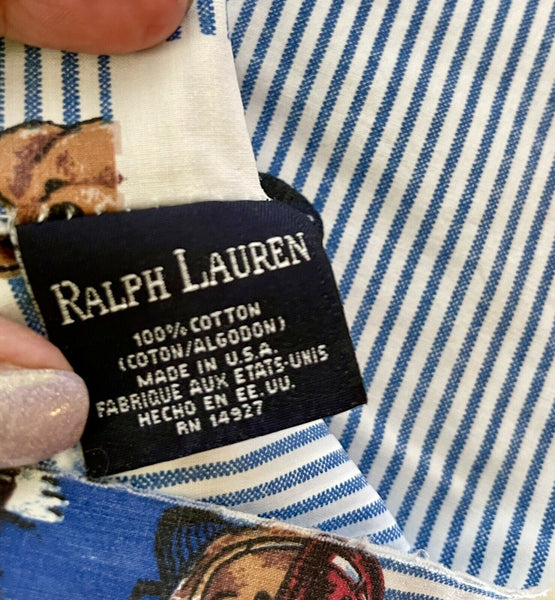 RALPH LAUREN
100% COTTON
(COTON/ALGODON)
MADE IN U.S.A.
FABRIQUE AUX ETATS-UNIS
HECHO EN EE.UU.
RN 14927